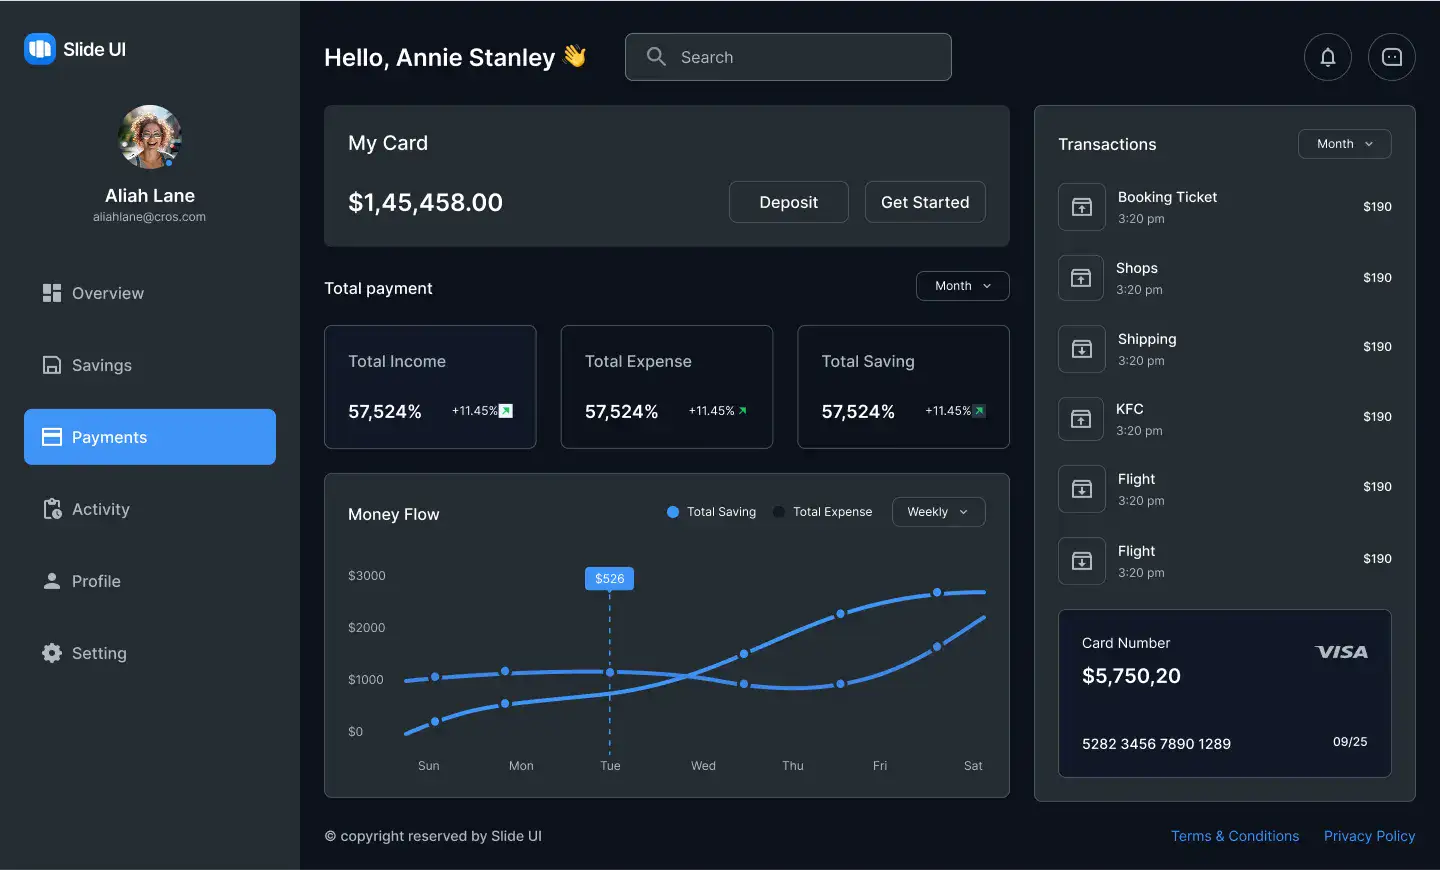 Slide UI
Aliah Lane
aliahlane@cros.com
Overview
Savings
Payments
Activity
Profile
Setting
Hello, Annie Stanley 👋
Search
My Card
$1,45,458.00
Deposit
Get Started
Total payment
Month
Total Income
57,524%
+11.45%
Total Expense
57,524%
+11.45%
Total Saving
57,524%
+11.45%
Money Flow
Total Saving
Total Expense
Weekly
$3000
$2000
$1000
$0
$526
Sun
Mon
Tue
Wed
Thu
Fri
Sat
Transactions
Month
Booking Ticket
3:20 pm
$190
Shops
3:20 pm
$190
Shipping
3:20 pm
$190
KFC
3:20 pm
$190
Flight
3:20 pm
$190
Flight
3:20 pm
$190
Card Number
VISA
$5,750,20
5282 3456 7890 1289
09/25
© copyright reserved by Slide UI
Terms & Conditions
Privacy Policy